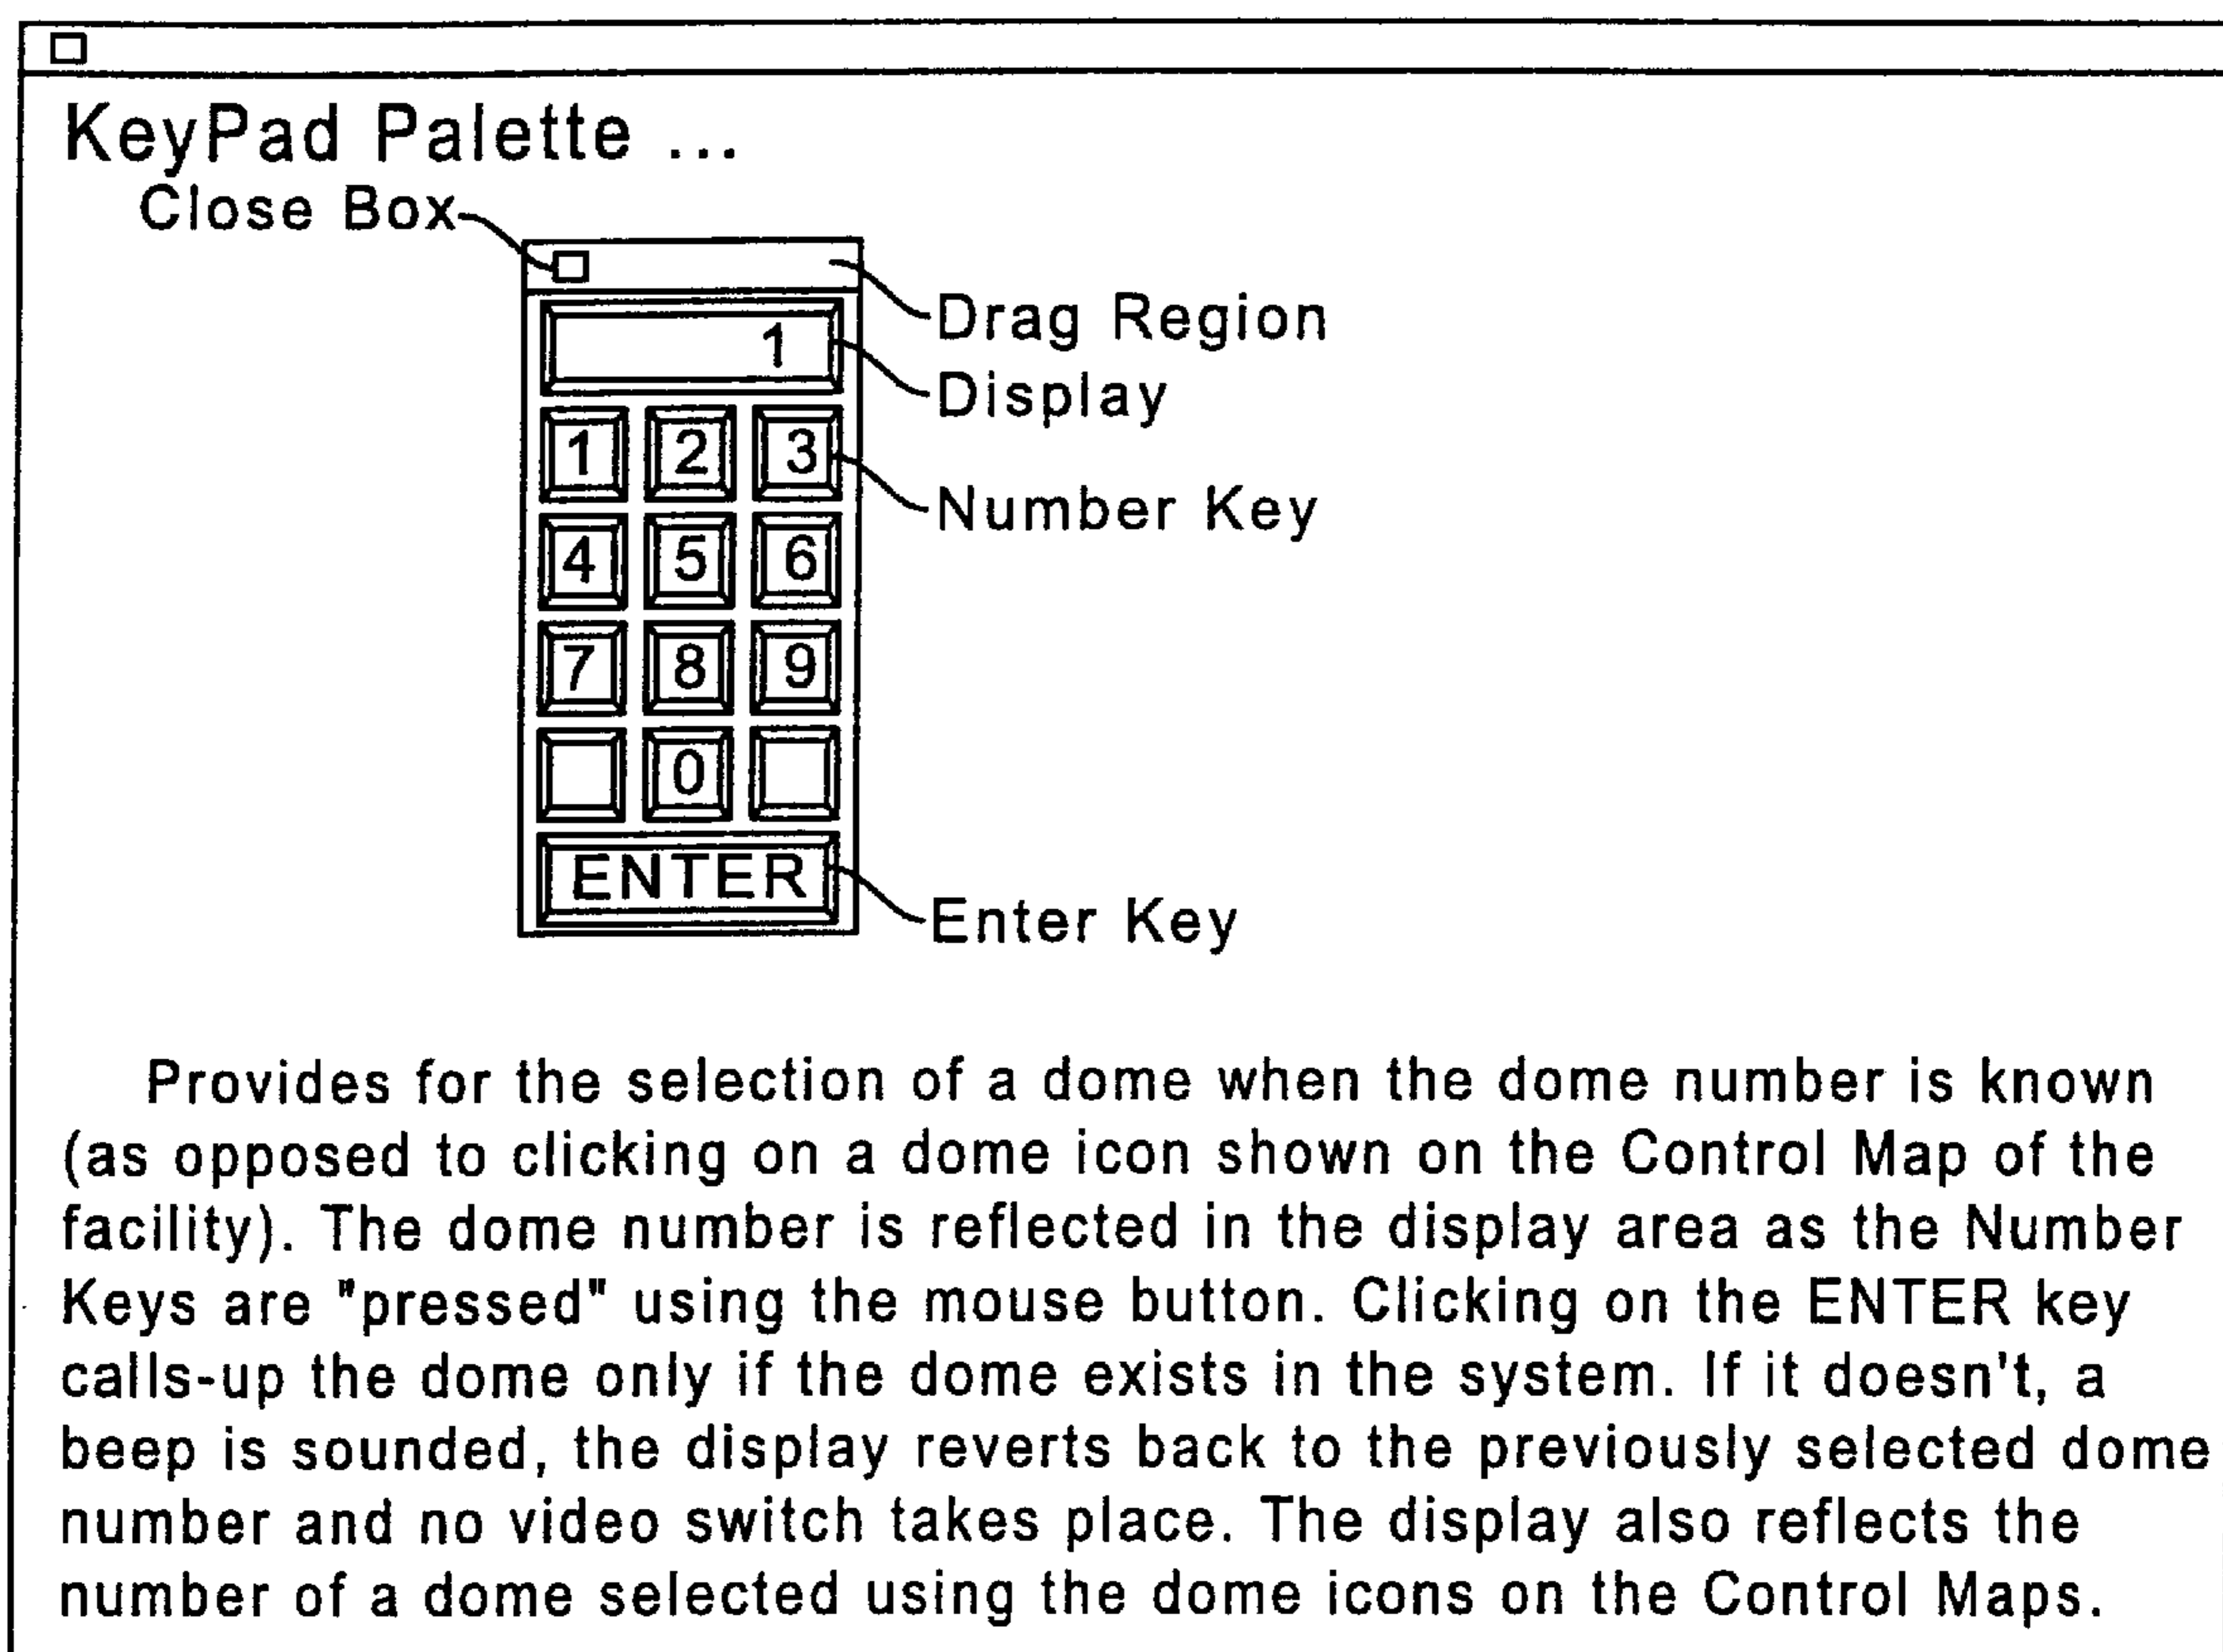 KeyPad Palette ...
Close Box
Drag Region
1
Display
1 2 3
Number Key
4 5 6
7 8 9
0
ENTER
Enter Key
Provides for the selection of a dome when the dome number is known
(as opposed to clicking on a dome icon shown on the Control Map of the
facility). The dome number is reflected in the display area as the Number
Keys are "pressed" using the mouse button. Clicking on the ENTER key
calls-up the dome only if the dome exists in the system. If it doesn't, a
beep is sounded, the display reverts back to the previously selected dome
number and no video switch takes place. The display also reflects the
number of a dome selected using the dome icons on the Control Maps.